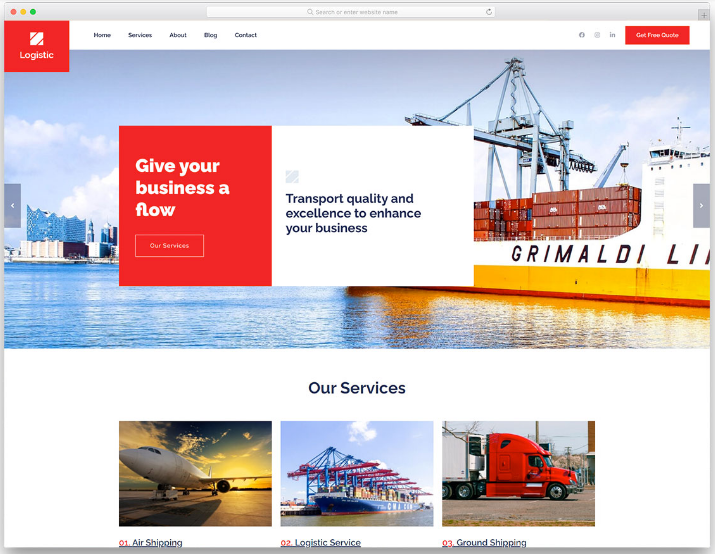 Search or enter website name
Logistic
Home Services About Blog Contact
Get Free Quote
Give your
business a
flow
Our Services
Transport quality and
excellence to enhance
your business
GRIMALDI LI
Our Services
CMA CGM
01. Air Shipping
02. Logistic Service
03. Ground Shipping